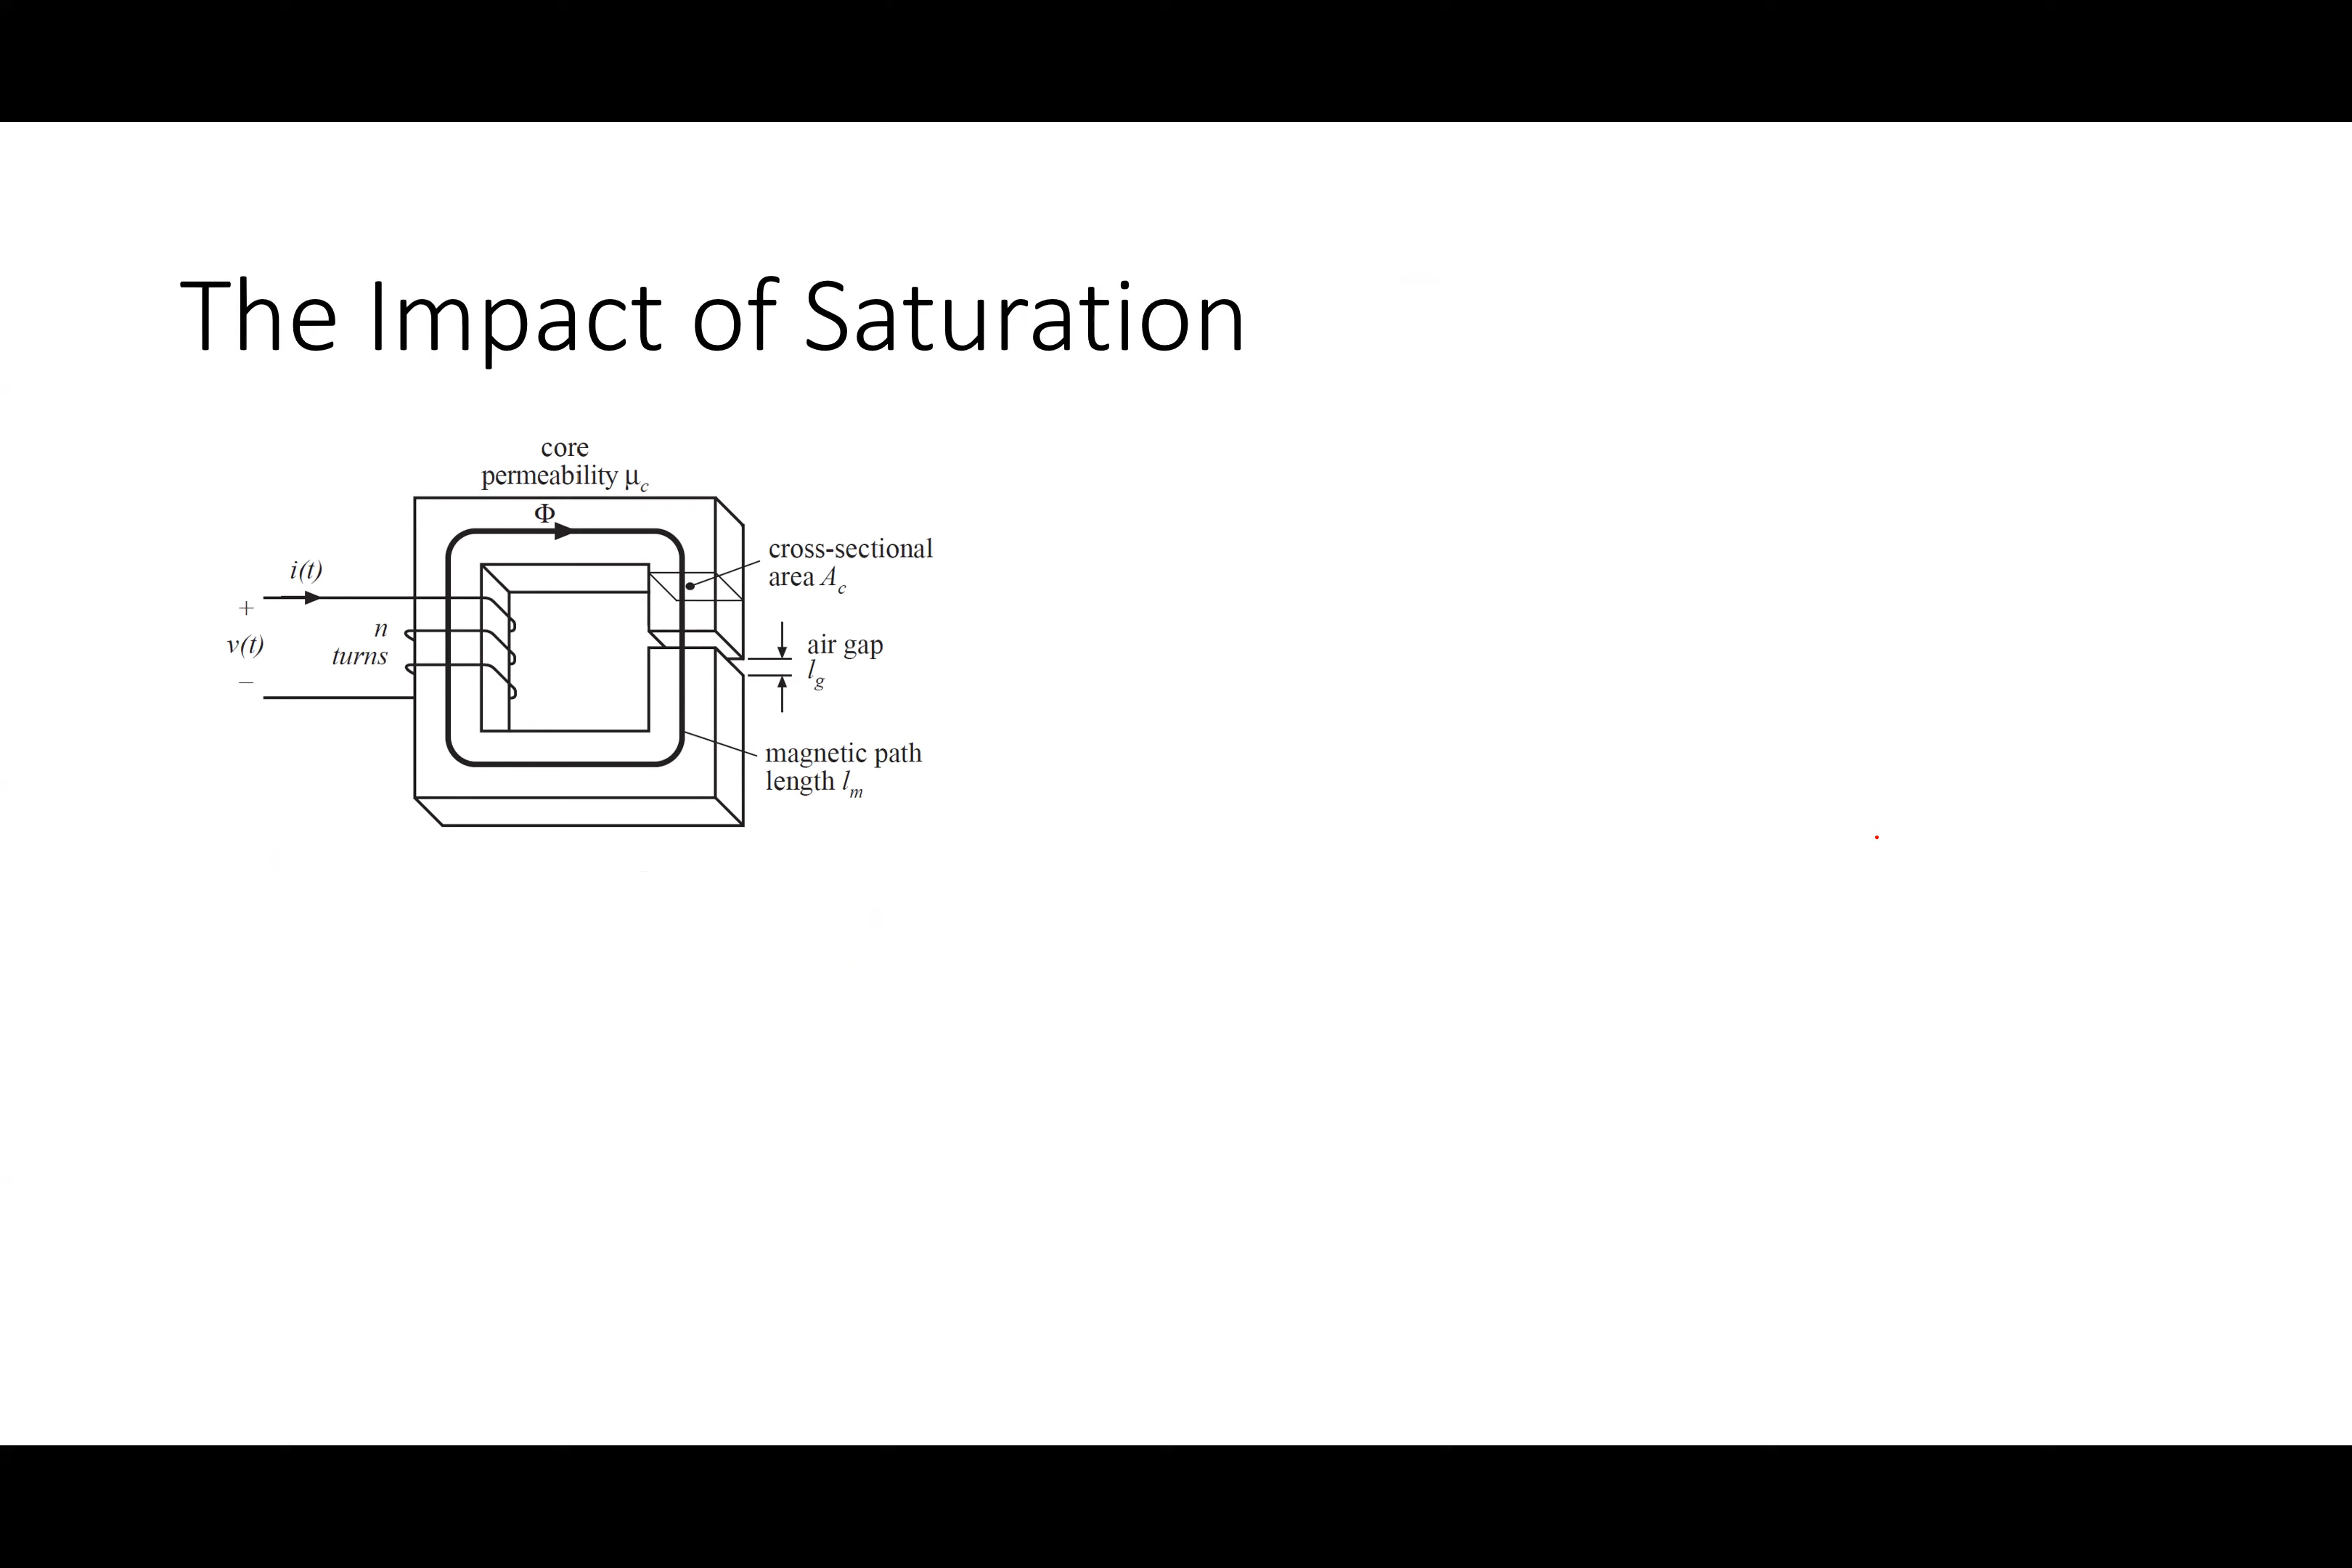 The Impact of Saturation
core
permeability μc
Φ
cross-sectional
area Ac
i(t)
+
n
v(t)
turns
−
air gap
lg
magnetic path
length lm